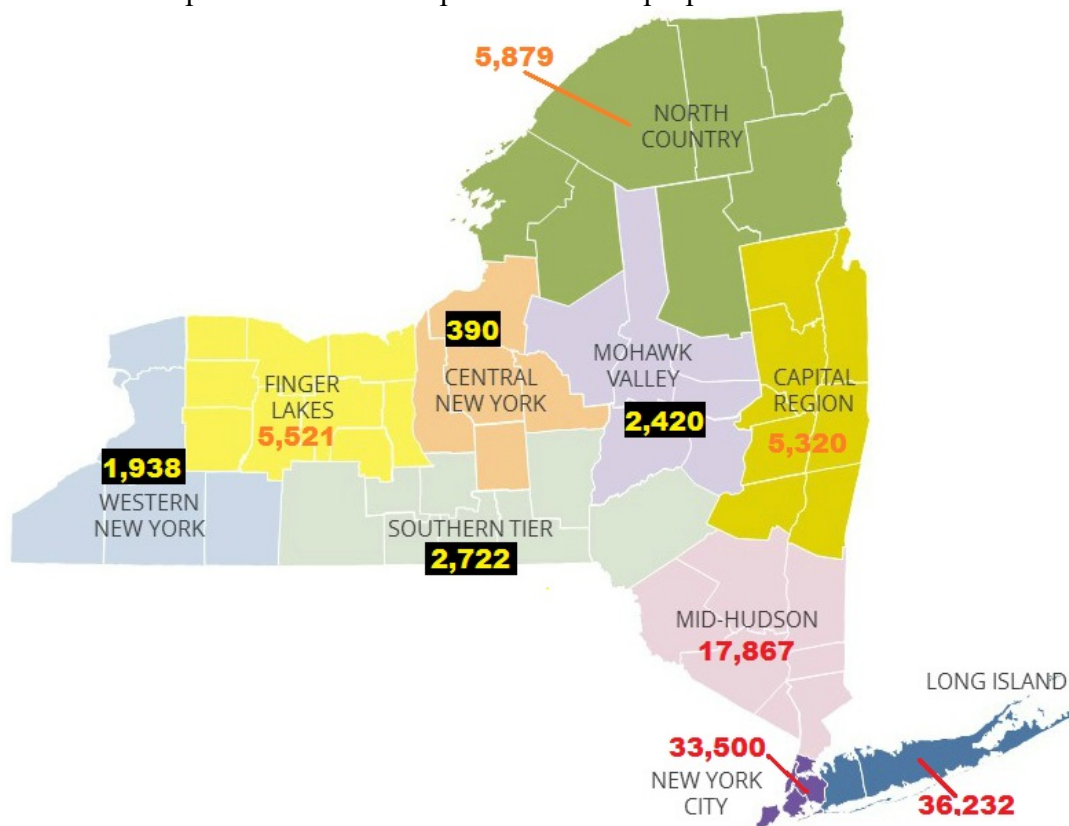 5,879
NORTH
COUNTRY
390
MOHAWK
VALLEY
2,420
CENTRAL
NEW YORK
CAPITAL
REGION
5,320
FINGER
LAKES
5,521
1,938
WESTERN
NEW YORK
SOUTHERN TIER
2,722
MID-HUDSON
17,867
LONG ISLAND
33,500
NEW YORK
CITY
36,232